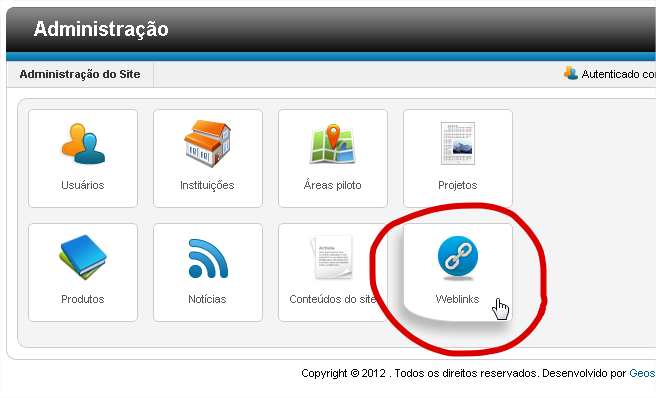 Administração
Administração do Site
Autenticado co
Usuários
Instituições
Áreas piloto
Projetos
Article
Produtos
Notícias
Conteúdos do site
Weblinks
Copyright © 2012 . Todos os direitos reservados. Desenvolvido por Geos